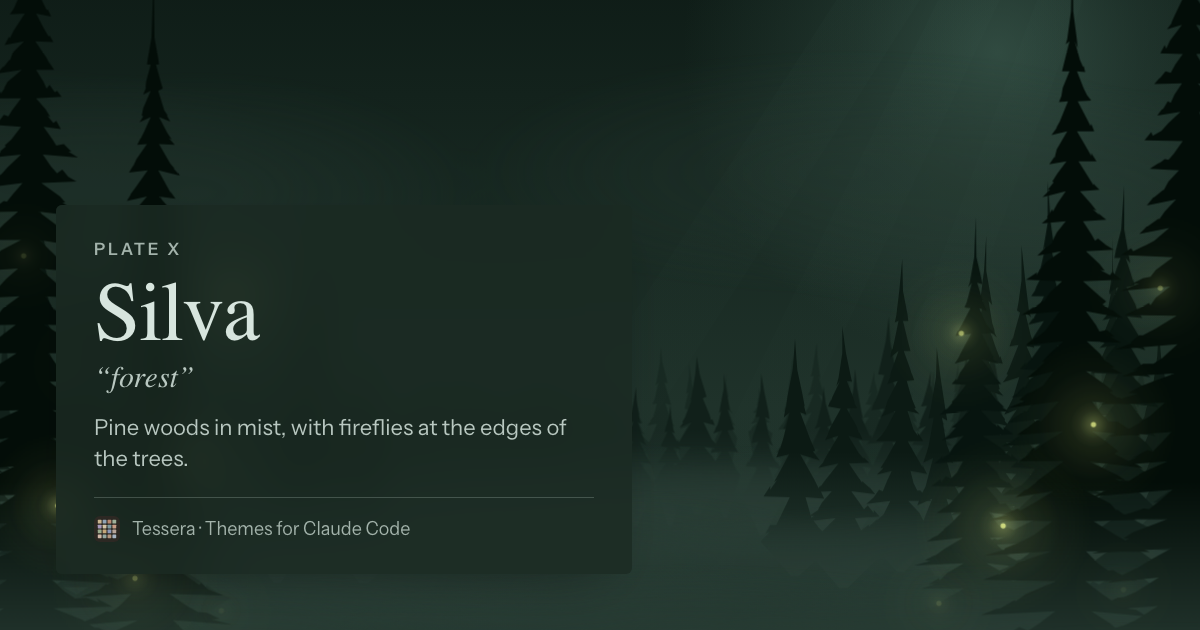 PLATE X
Silva
“forest”
Pine woods in mist, with fireflies at the edges of
the trees.
Tessera · Themes for Claude Code